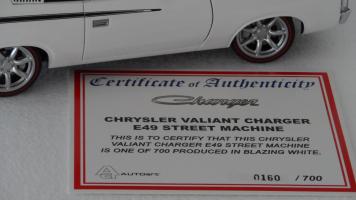 Certificate of Authenticity
Charger
CHRYSLER VALIANT CHARGER
E49 STREET MACHINE
THIS IS TO CERTIFY THAT THIS CHRYSLER
VALIANT CHARGER E49 STREET MACHINE
IS ONE OF 700 PRODUCED IN BLAZING WHITE.
AUTOart
0160 / 700